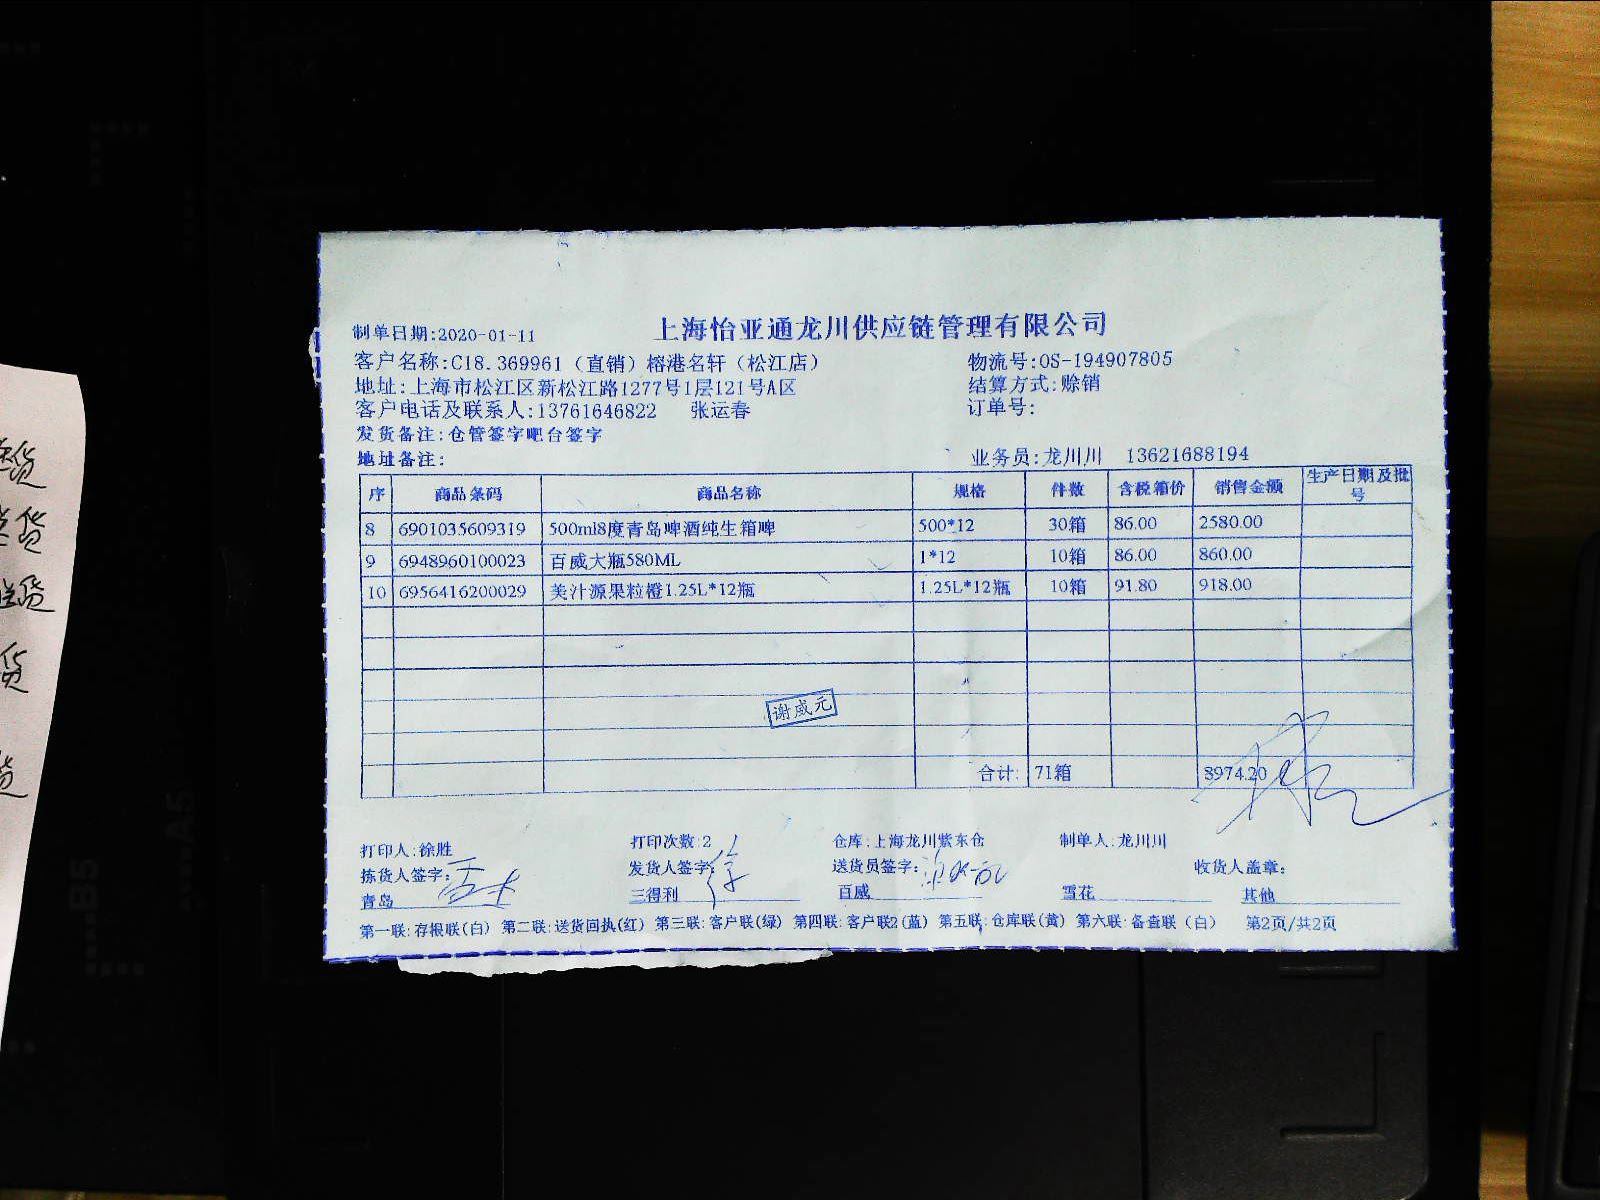 制单日期:2020-01-11
上海怡亚通龙川供应链管理有限公司
客户名称:C18.369961（直销）榕港名轩（松江店）
物流号:OS-194907805
地址:上海市松江区新松江路1277号1层121号A区
结算方式:赊销
客户电话及联系人:13761646822 张运春
订单号:
发货备注:仓管签字吧台签字
地址备注:
业务员:龙川川 13621688194
序 商品条码 商品名称 规格 件数 含税箱价 销售金额 生产日期及批号
8 6901035609319 500ml8度青岛啤酒纯生箱啤 500*12 30箱 86.00 2580.00
9 6948960100023 百威大瓶580ML 1*12 10箱 86.00 860.00
10 6956416200029 美汁源果粒橙1.25L*12瓶 1.25L*12瓶 10箱 91.80 918.00
谢威元
合计: 71箱 8974.20
打印人:徐胜 打印次数:2 仓库:上海龙川紫东仓 制单人:龙川川
拣货人签字: 发货人签字: 送货员签字: 收货人盖章:
青岛 三得利 百威 雪花 其他
第一联:存根联(白) 第二联:送货回执(红) 第三联:客户联(绿) 第四联:客户联2(蓝) 第五联:仓库联(黄) 第六联:备查联（白） 第2页/共2页
货
货
货
货
货
B5
A5